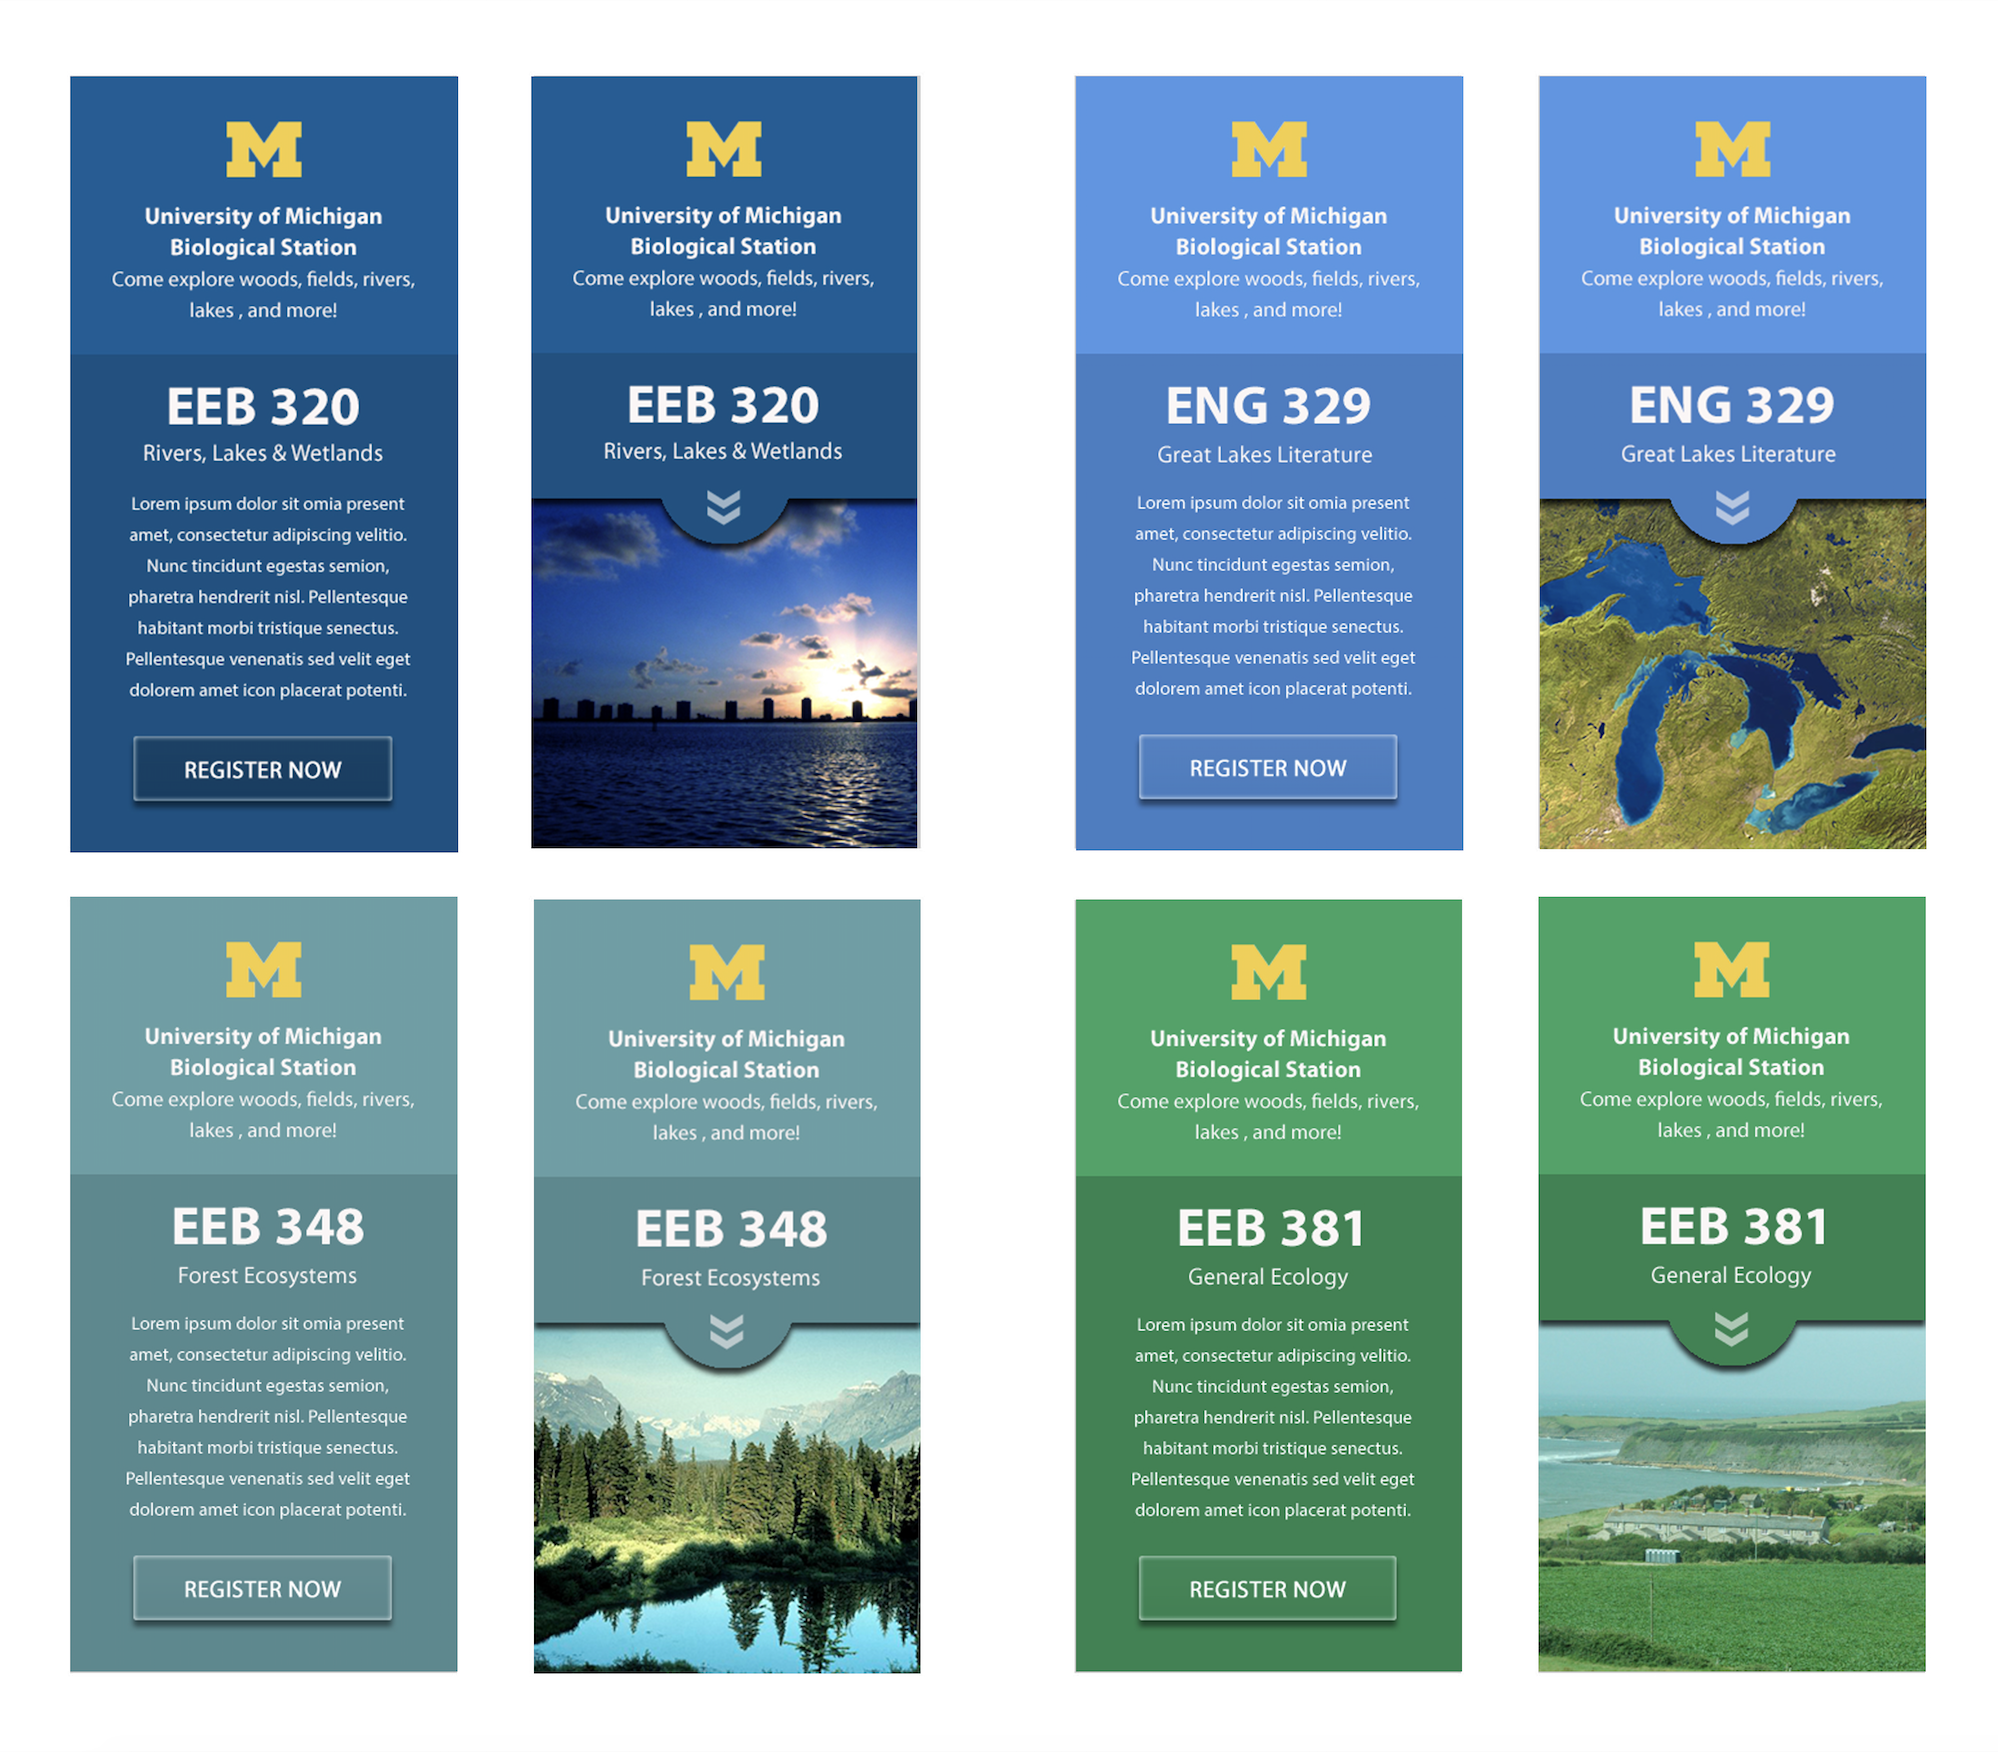 M
University of Michigan
Biological Station
Come explore woods, fields, rivers,
lakes , and more!
EEB 320
Rivers, Lakes & Wetlands
Lorem ipsum dolor sit omia present
amet, consectetur adipiscing velitio.
Nunc tincidunt egestas semion,
pharetra hendrerit nisl. Pellentesque
habitant morbi tristique senectus.
Pellentesque venenatis sed velit eget
dolorem amet icon placerat potenti.
REGISTER NOW
M
University of Michigan
Biological Station
Come explore woods, fields, rivers,
lakes , and more!
EEB 320
Rivers, Lakes & Wetlands
M
University of Michigan
Biological Station
Come explore woods, fields, rivers,
lakes , and more!
ENG 329
Great Lakes Literature
Lorem ipsum dolor sit omia present
amet, consectetur adipiscing velitio.
Nunc tincidunt egestas semion,
pharetra hendrerit nisl. Pellentesque
habitant morbi tristique senectus.
Pellentesque venenatis sed velit eget
dolorem amet icon placerat potenti.
REGISTER NOW
M
University of Michigan
Biological Station
Come explore woods, fields, rivers,
lakes , and more!
ENG 329
Great Lakes Literature
M
University of Michigan
Biological Station
Come explore woods, fields, rivers,
lakes , and more!
EEB 348
Forest Ecosystems
Lorem ipsum dolor sit omia present
amet, consectetur adipiscing velitio.
Nunc tincidunt egestas semion,
pharetra hendrerit nisl. Pellentesque
habitant morbi tristique senectus.
Pellentesque venenatis sed velit eget
dolorem amet icon placerat potenti.
REGISTER NOW
M
University of Michigan
Biological Station
Come explore woods, fields, rivers,
lakes , and more!
EEB 348
Forest Ecosystems
M
University of Michigan
Biological Station
Come explore woods, fields, rivers,
lakes , and more!
EEB 381
General Ecology
Lorem ipsum dolor sit omia present
amet, consectetur adipiscing velitio.
Nunc tincidunt egestas semion,
pharetra hendrerit nisl. Pellentesque
habitant morbi tristique senectus.
Pellentesque venenatis sed velit eget
dolorem amet icon placerat potenti.
REGISTER NOW
M
University of Michigan
Biological Station
Come explore woods, fields, rivers,
lakes , and more!
EEB 381
General Ecology